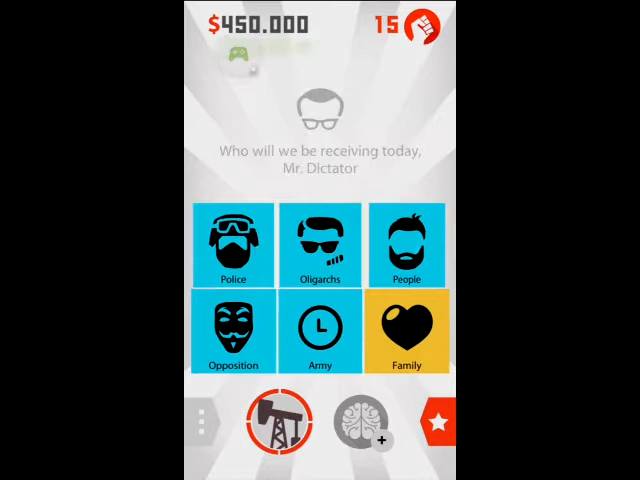 $450.000
15
Who will we be receiving today,
Mr. Dictator
Police
Oligarchs
People
Opposition
Army
Family
+